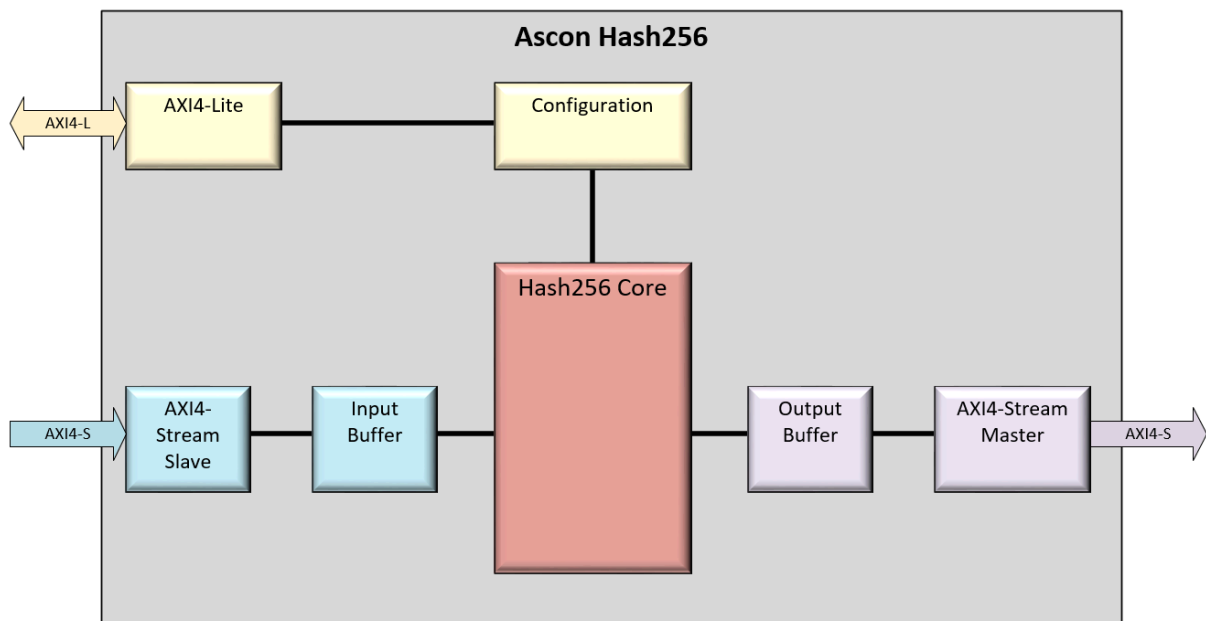 Ascon Hash256
AXI4-Lite
Configuration
AXI4-L
Hash256 Core
AXI4-
Stream
Slave
Input
Buffer
Output
Buffer
AXI4-Stream
Master
AXI4-S
AXI4-S